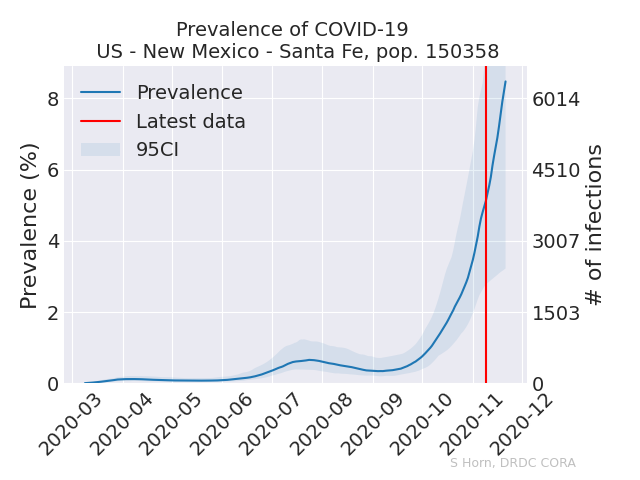 Prevalence of COVID-19
US - New Mexico - Santa Fe, pop. 150358
Prevalence
Latest data
95CI
Prevalence (%)
8
6
4
2
0
6014
4510
3007
1503
0
# of infections
2020-03
2020-04
2020-05
2020-06
2020-07
2020-08
2020-09
2020-10
2020-11
2020-12
S Horn, DRDC CORA